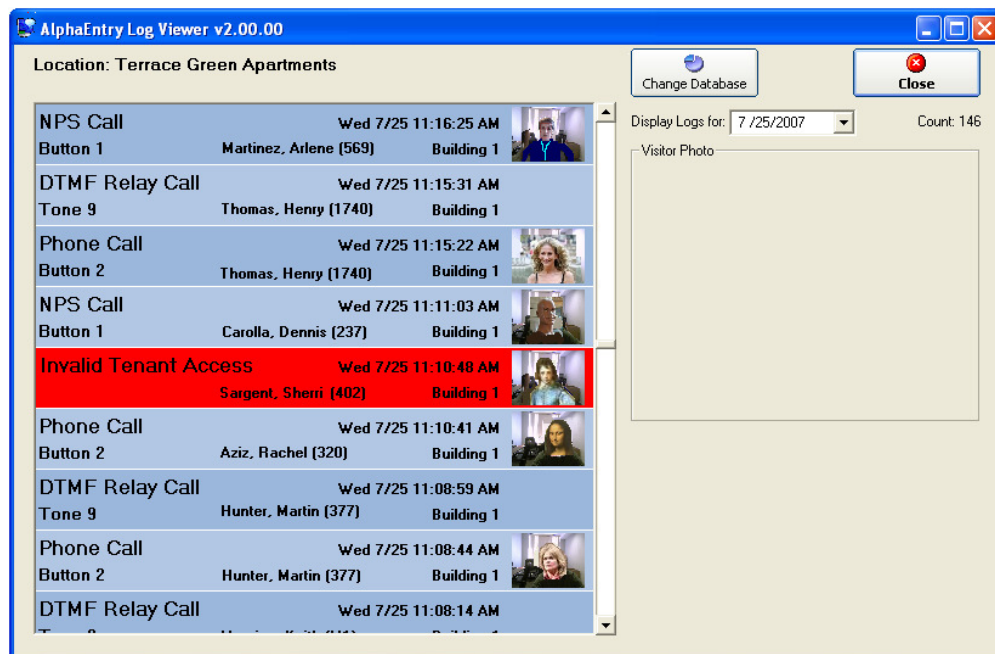 AlphaEntry Log Viewer v2.00.00
Location: Terrace Green Apartments
Change Database
Close
Display Logs for: 7 /25/2007
Count: 146
Visitor Photo
NPS Call Wed 7/25 11:16:25 AM
Button 1 Martinez, Arlene (569) Building 1
DTMF Relay Call Wed 7/25 11:15:31 AM
Tone 9 Thomas, Henry (1740) Building 1
Phone Call Wed 7/25 11:15:22 AM
Button 2 Thomas, Henry (1740) Building 1
NPS Call Wed 7/25 11:11:03 AM
Button 1 Carolla, Dennis (237) Building 1
Invalid Tenant Access Wed 7/25 11:10:48 AM
Sargent, Sherri (402) Building 1
Phone Call Wed 7/25 11:10:41 AM
Button 2 Aziz, Rachel (320) Building 1
DTMF Relay Call Wed 7/25 11:08:59 AM
Tone 9 Hunter, Martin (377) Building 1
Phone Call Wed 7/25 11:08:44 AM
Button 2 Hunter, Martin (377) Building 1
DTMF Relay Call Wed 7/25 11:08:14 AM